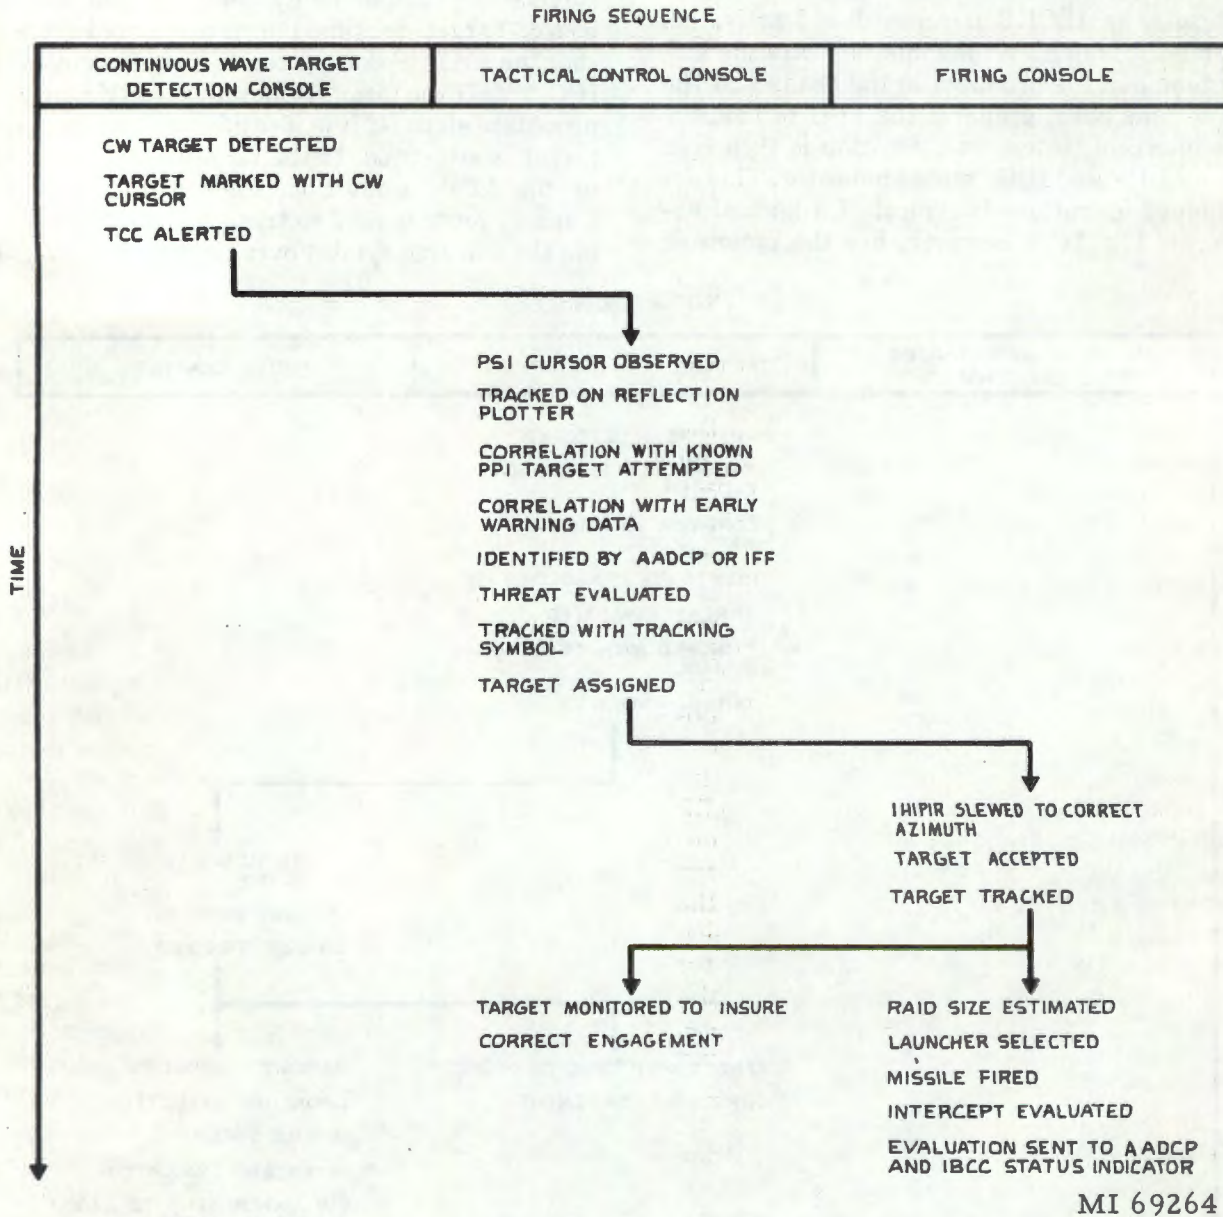 FIRING SEQUENCE
CONTINUOUS WAVE TARGET
DETECTION CONSOLE
TACTICAL CONTROL CONSOLE
FIRING CONSOLE
TIME
CW TARGET DETECTED
TARGET MARKED WITH CW
CURSOR
TCC ALERTED
PSI CURSOR OBSERVED
TRACKED ON REFLECTION
PLOTTER
CORRELATION WITH KNOWN
PPI TARGET ATTEMPTED
CORRELATION WITH EARLY
WARNING DATA
IDENTIFIED BY AADCP OR IFF
THREAT EVALUATED
TRACKED WITH TRACKING
SYMBOL
TARGET ASSIGNED
IHIPIR SLEWED TO CORRECT
AZIMUTH
TARGET ACCEPTED
TARGET TRACKED
TARGET MONITORED TO INSURE
CORRECT ENGAGEMENT
RAID SIZE ESTIMATED
LAUNCHER SELECTED
MISSILE FIRED
INTERCEPT EVALUATED
EVALUATION SENT TO AADCP
AND IBCC STATUS INDICATOR
MI 69264